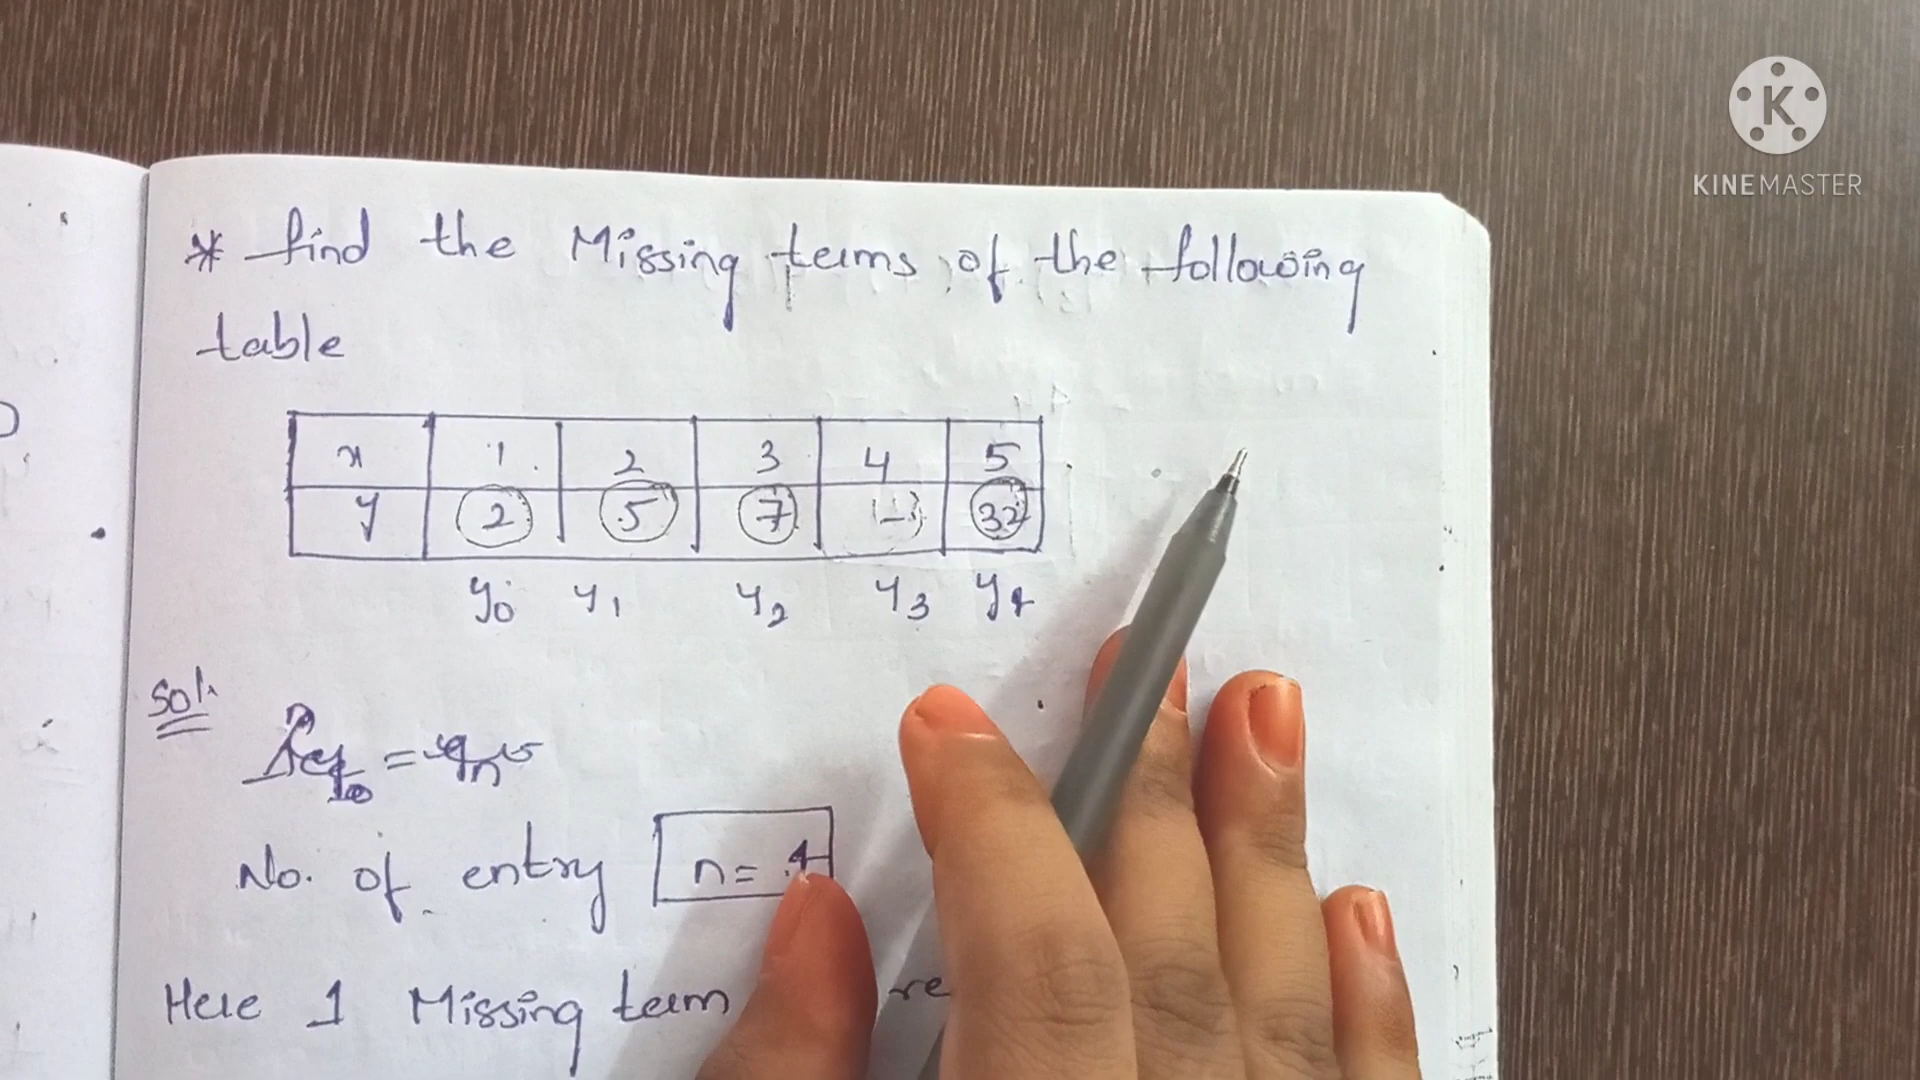 KINEMASTER
* find the Missing terms of the following
table
x 1 2 3 4 5
y 2 5 7 - 32
y0 y1 y2 y3 y4
Sol:
No. of entry n = 4
Here 1 Missing term